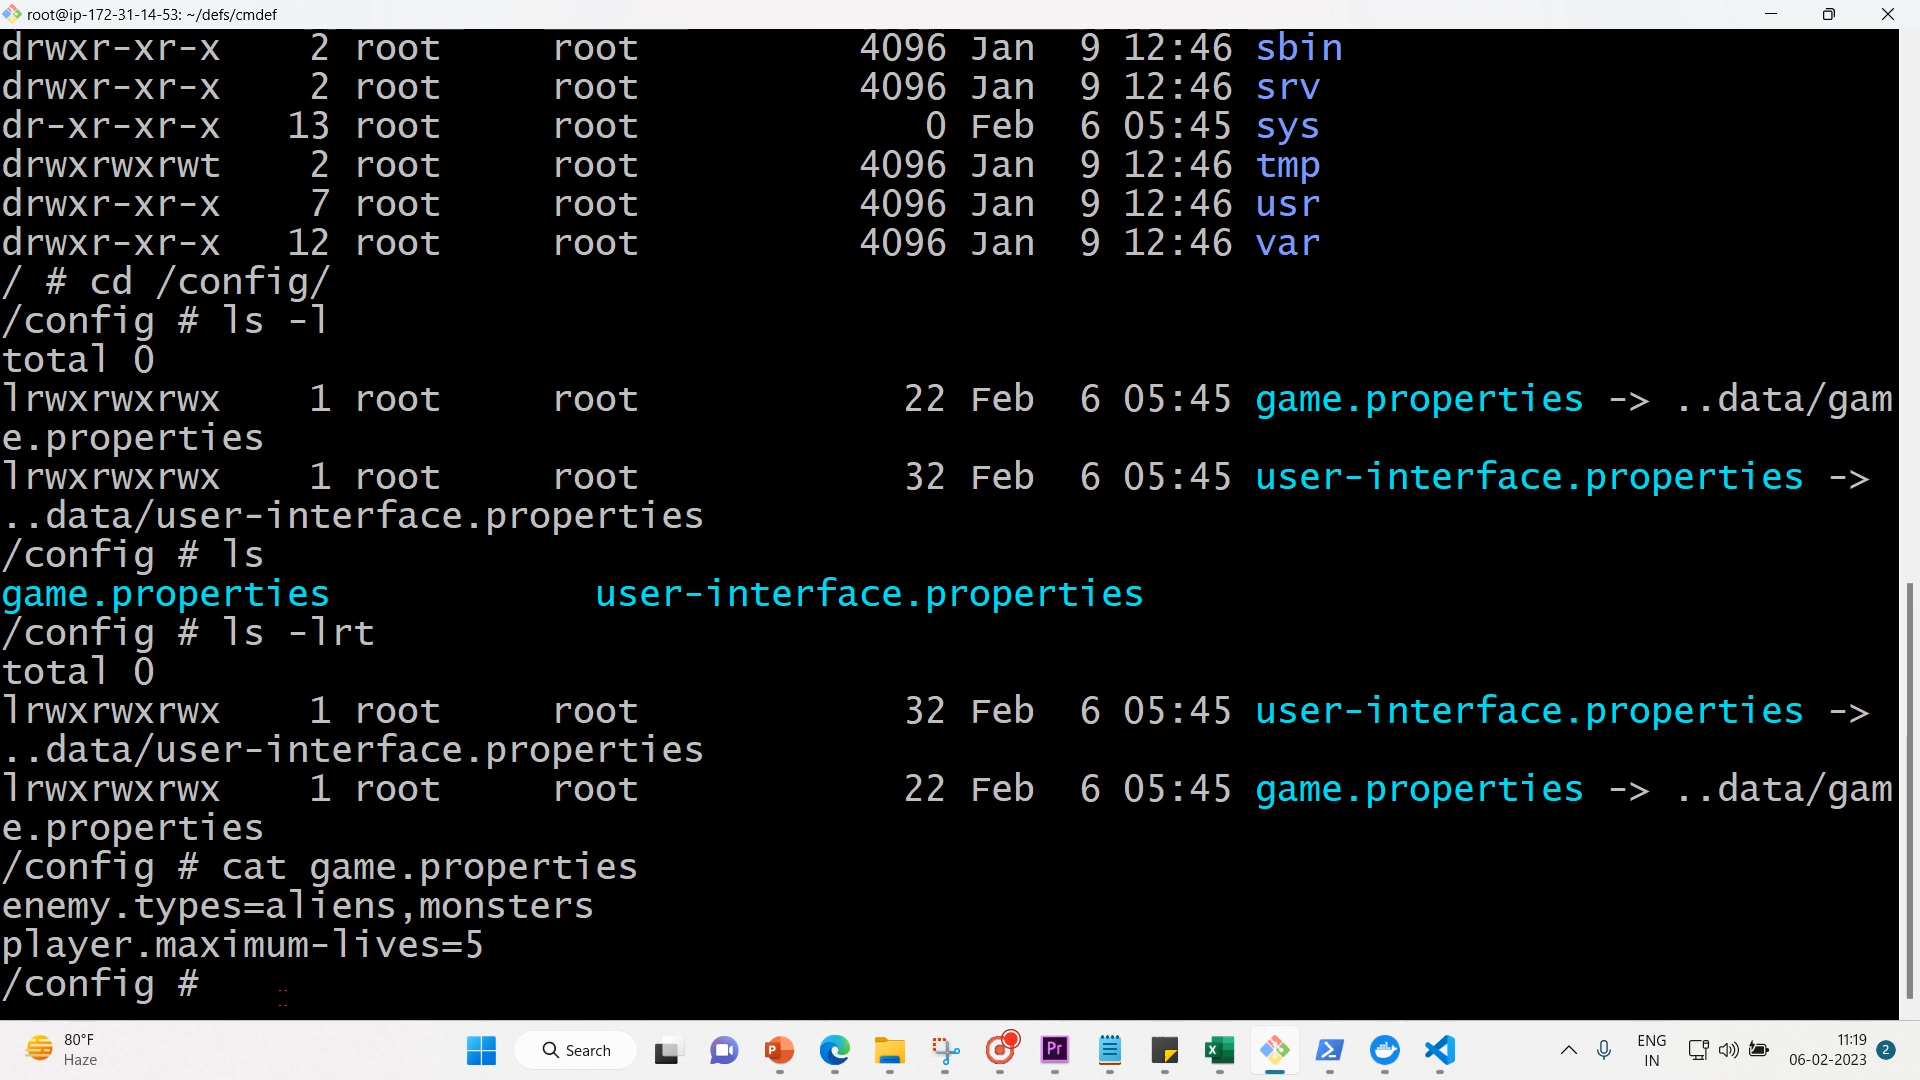 root@ip-172-31-14-53: ~/defs/cmdef
drwxr-xr-x    2 root     root          4096 Jan  9 12:46 sbin
drwxr-xr-x    2 root     root          4096 Jan  9 12:46 srv
dr-xr-xr-x   13 root     root             0 Feb  6 05:45 sys
drwxrwxrwt    2 root     root          4096 Jan  9 12:46 tmp
drwxr-xr-x    7 root     root          4096 Jan  9 12:46 usr
drwxr-xr-x   12 root     root          4096 Jan  9 12:46 var
/ # cd /config/
/config # ls -l
total 0
lrwxrwxrwx    1 root     root            22 Feb  6 05:45 game.properties -> ..data/gam
e.properties
lrwxrwxrwx    1 root     root            32 Feb  6 05:45 user-interface.properties ->
..data/user-interface.properties
/config # ls
game.properties            user-interface.properties
/config # ls -lrt
total 0
lrwxrwxrwx    1 root     root            32 Feb  6 05:45 user-interface.properties ->
..data/user-interface.properties
lrwxrwxrwx    1 root     root            22 Feb  6 05:45 game.properties -> ..data/gam
e.properties
/config # cat game.properties
enemy.types=aliens,monsters
player.maximum-lives=5
/config #
80°F
Haze
Search
P
Pr
X
ENG
IN
11:19
06-02-2023
2